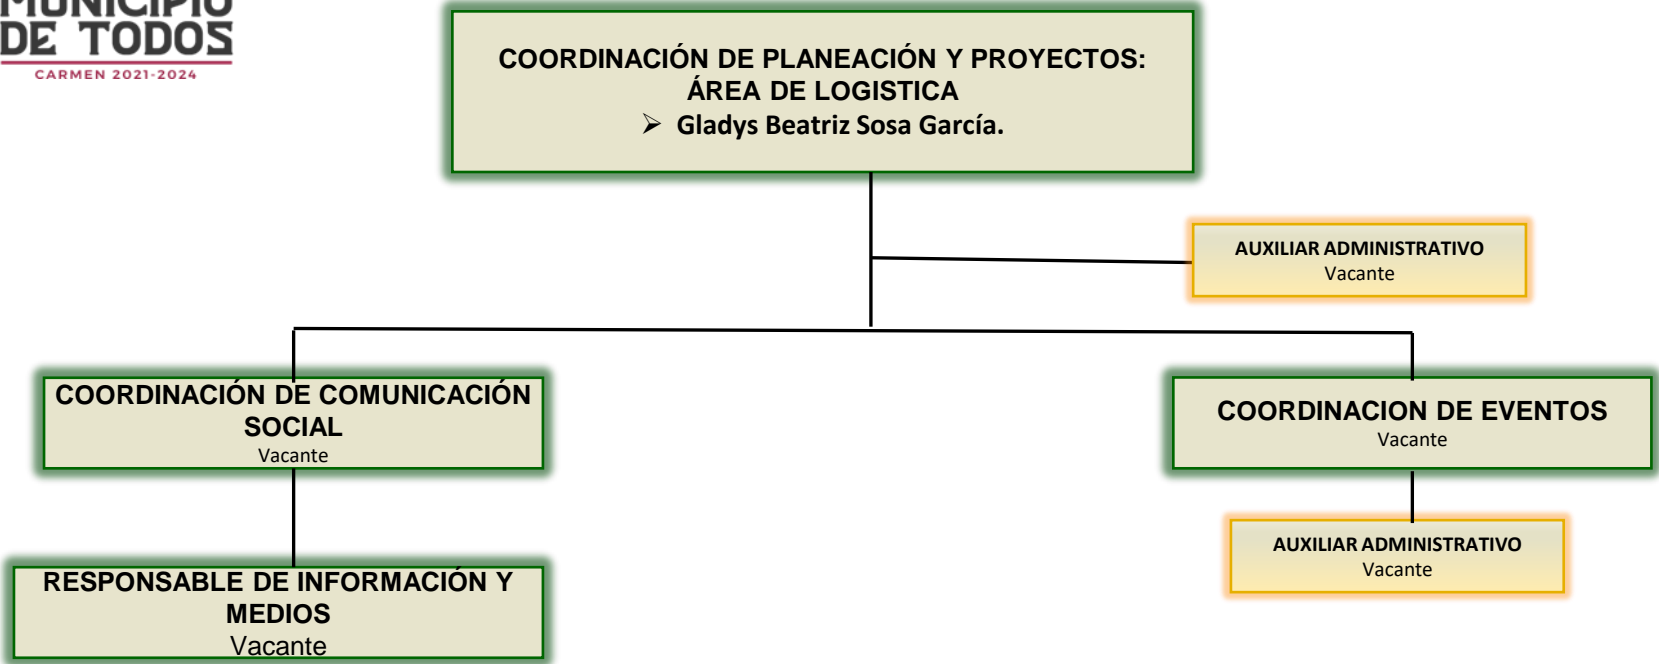 MUNICIPIO
DE TODOS
CARMEN 2021-2024
COORDINACIÓN DE PLANEACIÓN Y PROYECTOS:
ÁREA DE LOGISTICA
➢ Gladys Beatriz Sosa García.
AUXILIAR ADMINISTRATIVO
Vacante
COORDINACIÓN DE COMUNICACIÓN
SOCIAL
Vacante
COORDINACION DE EVENTOS
Vacante
AUXILIAR ADMINISTRATIVO
Vacante
RESPONSABLE DE INFORMACIÓN Y
MEDIOS
Vacante